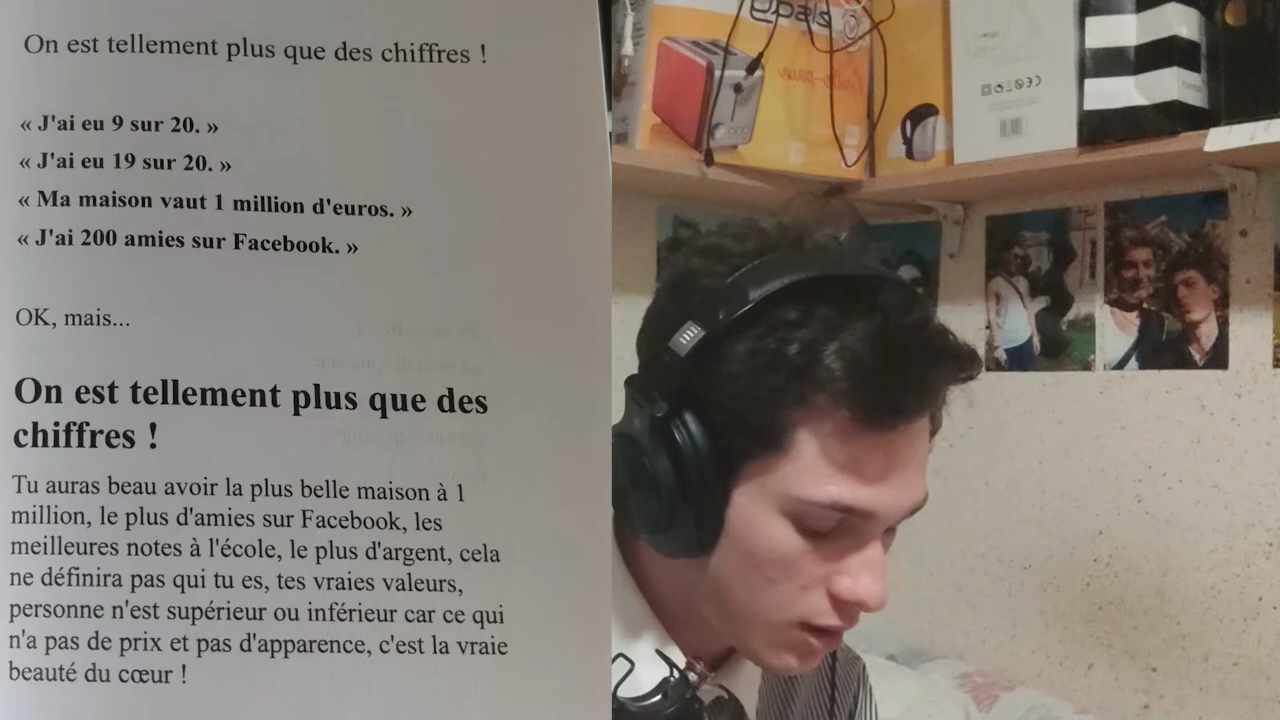 On est tellement plus que des chiffres !
« J'ai eu 9 sur 20. »
« J'ai eu 19 sur 20. »
« Ma maison vaut 1 million d'euros. »
« J'ai 200 amies sur Facebook. »
OK, mais...
On est tellement plus que des
chiffres !
Tu auras beau avoir la plus belle maison à 1
million, le plus d'amies sur Facebook, les
meilleures notes à l'école, le plus d'argent, cela
ne définira pas qui tu es, tes vraies valeurs,
personne n'est supérieur ou inférieur car ce qui
n'a pas de prix et pas d'apparence, c'est la vraie
beauté du cœur !